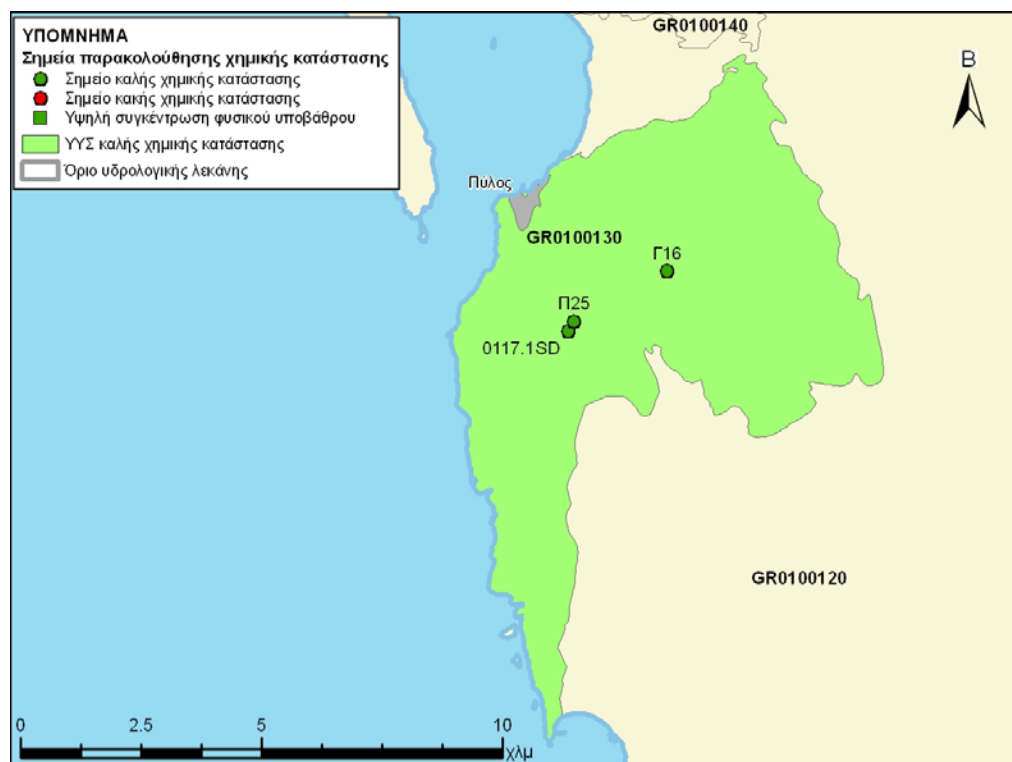 ΥΠΟΜΝΗΜΑ
Σημεία παρακολούθησης χημικής κατάστασης
Σημείο καλής χημικής κατάστασης
Σημείο κακής χημικής κατάστασης
Υψηλή συγκέντρωση φυσικού υποβάθρου
ΥΥΣ καλής χημικής κατάστασης
Όριο υδρολογικής λεκάνης
GR0100140
Β
Πύλος
GR0100130
Γ16
Π25
0117.1SD
GR0100120
0 2.5 5 10
χλμ